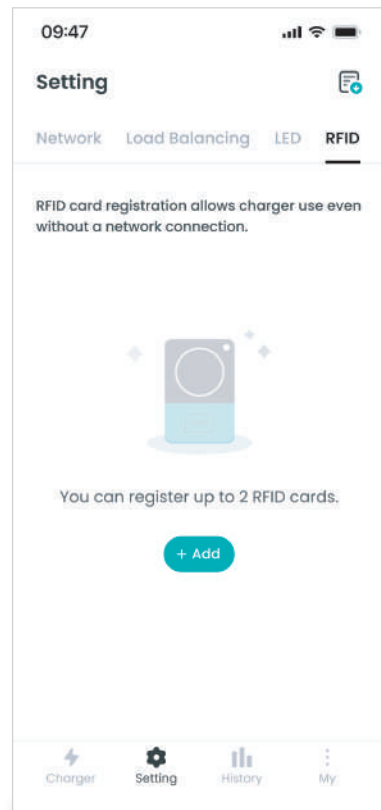 09:47
Setting
Network Load Balancing LED RFID
RFID card registration allows charger use even
without a network connection.
You can register up to 2 RFID cards.
+ Add
Charger Setting History My